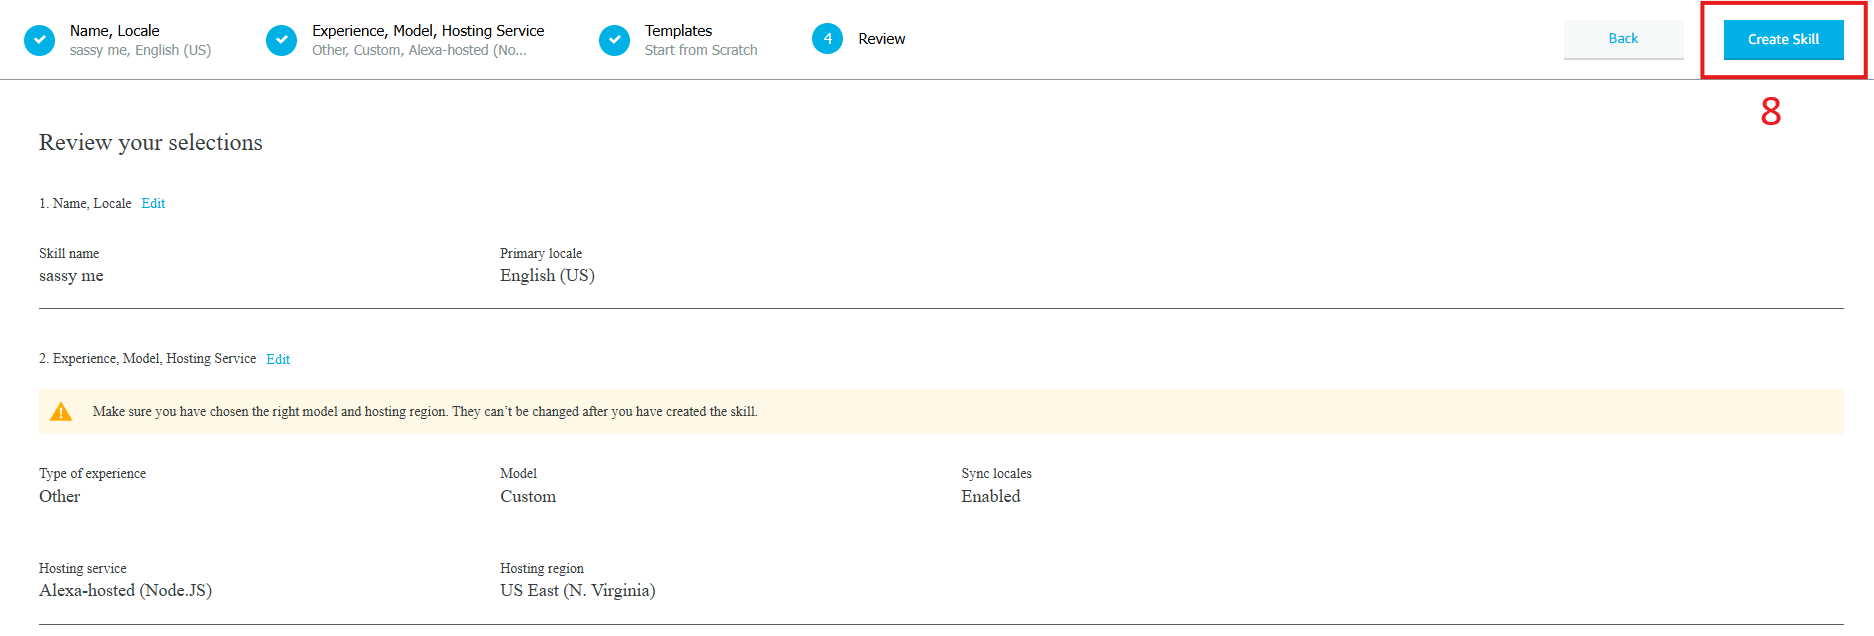 Name, Locale
sassy me, English (US)
Experience, Model, Hosting Service
Other, Custom, Alexa-hosted (No...
Templates
Start from Scratch
4
Review
Back
Create Skill
8
Review your selections
1. Name, Locale Edit
Skill name
sassy me
Primary locale
English (US)
2. Experience, Model, Hosting Service Edit
Make sure you have chosen the right model and hosting region. They can’t be changed after you have created the skill.
Type of experience
Other
Model
Custom
Sync locales
Enabled
Hosting service
Alexa-hosted (Node.JS)
Hosting region
US East (N. Virginia)